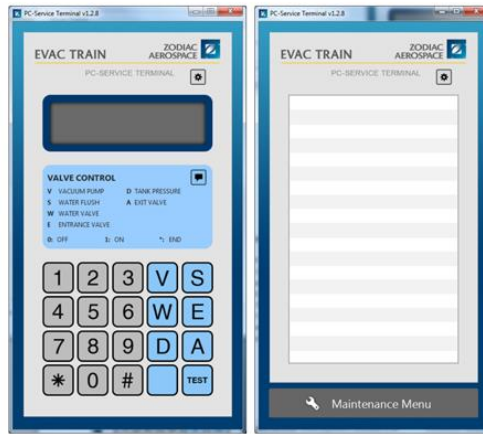 PC-Service Terminal v1.2.8
EVAC TRAIN
ZODIAC
AEROSPACE
PC-SERVICE TERMINAL
VALVE CONTROL
V VACUUM PUMP D TANK PRESSURE
S WATER FLUSH A EXIT VALVE
W WATER VALVE
E ENTRANCE VALVE
0: OFF 1: ON *: END
1 2 3 V S
4 5 6 W E
7 8 9 D A
* 0 # TEST
PC-Service Terminal v1.2.8
EVAC TRAIN
ZODIAC
AEROSPACE
PC-SERVICE TERMINAL
Maintenance Menu